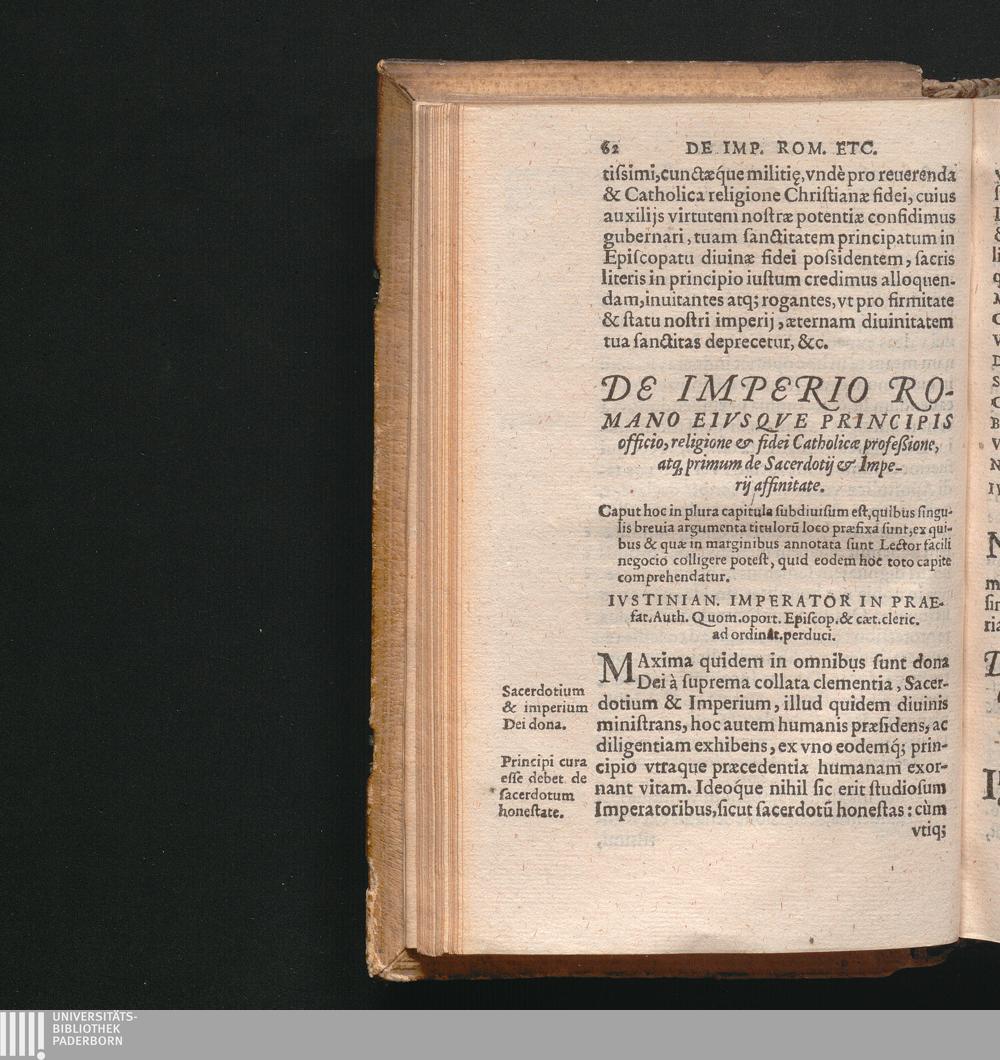 62 DE IMP. ROM. ETC.
tiſsimi,cunctæq́ue militię,vndè pro reuerenda
& Catholica religione Chriſtianæ fidei, cuius
auxilijs virtutem noſtræ potentiæ confidimus
gubernari, tuam ſanctitatem principatum in
Epiſcopatu diuinæ fidei poſsidentem, ſacris
literis in principio iuſtum credimus alloquen-
dam,inuitantes atq; rogantes, vt pro firmitate
& ſtatu noſtri imperij, æternam diuinitatem
tua ſanctitas deprecetur, &c.
DE IMPERIO RO-
MANO EIVSQVE PRINCIPIS
officio, religione & fidei Catholicæ profeſsione,
atq; primum de Sacerdotij & Impe-
rij affinitate.
Caput hoc in plura capitula ſubdiuiſum eſt,quibus ſingu-
lis breuia argumenta titulorũ loco præfixa ſunt,ex qui-
bus & quæ in marginibus annotata ſunt Lector facili
negocio colligere poteſt, quid eodem hoc toto capite
comprehendatur.
IVSTINIAN. IMPERATOR IN PRAE-
fat. Auth. Quom.oport. Epiſcop.& cæt.cleric.
ad ordinat.perduci.
MAxima quidem in omnibus ſunt dona
Dei à ſuprema collata clementia, Sacer-
dotium & Imperium, illud quidem diuinis
miniſtrans, hoc autem humanis præſidens, ac
diligentiam exhibens, ex vno eodemq́; prin-
cipio vtraque præcedentia humanam exor-
nant vitam. Ideoq́ue nihil ſic erit ſtudioſum
Imperatoribus, ſicut ſacerdotũ honeſtas: cùm
vtiq;
Sacerdotium
& imperium
Dei dona.
Principi cura
eſſe debet de
ſacerdotum
honeſtate.
UNIVERSITÄTS-
BIBLIOTHEK
PADERBORN